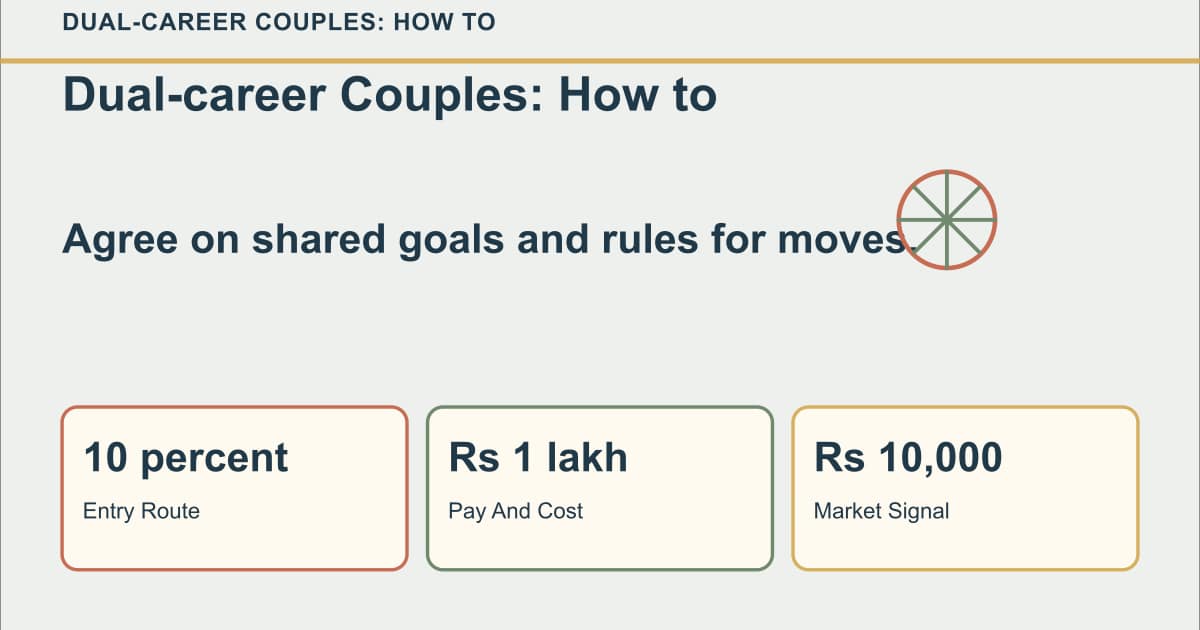 DUAL-CAREER COUPLES: HOW TO
Dual-career Couples: How to
Agree on shared goals and rules for moves.
10 percent
Entry Route
Rs 1 lakh
Pay And Cost
Rs 10,000
Market Signal